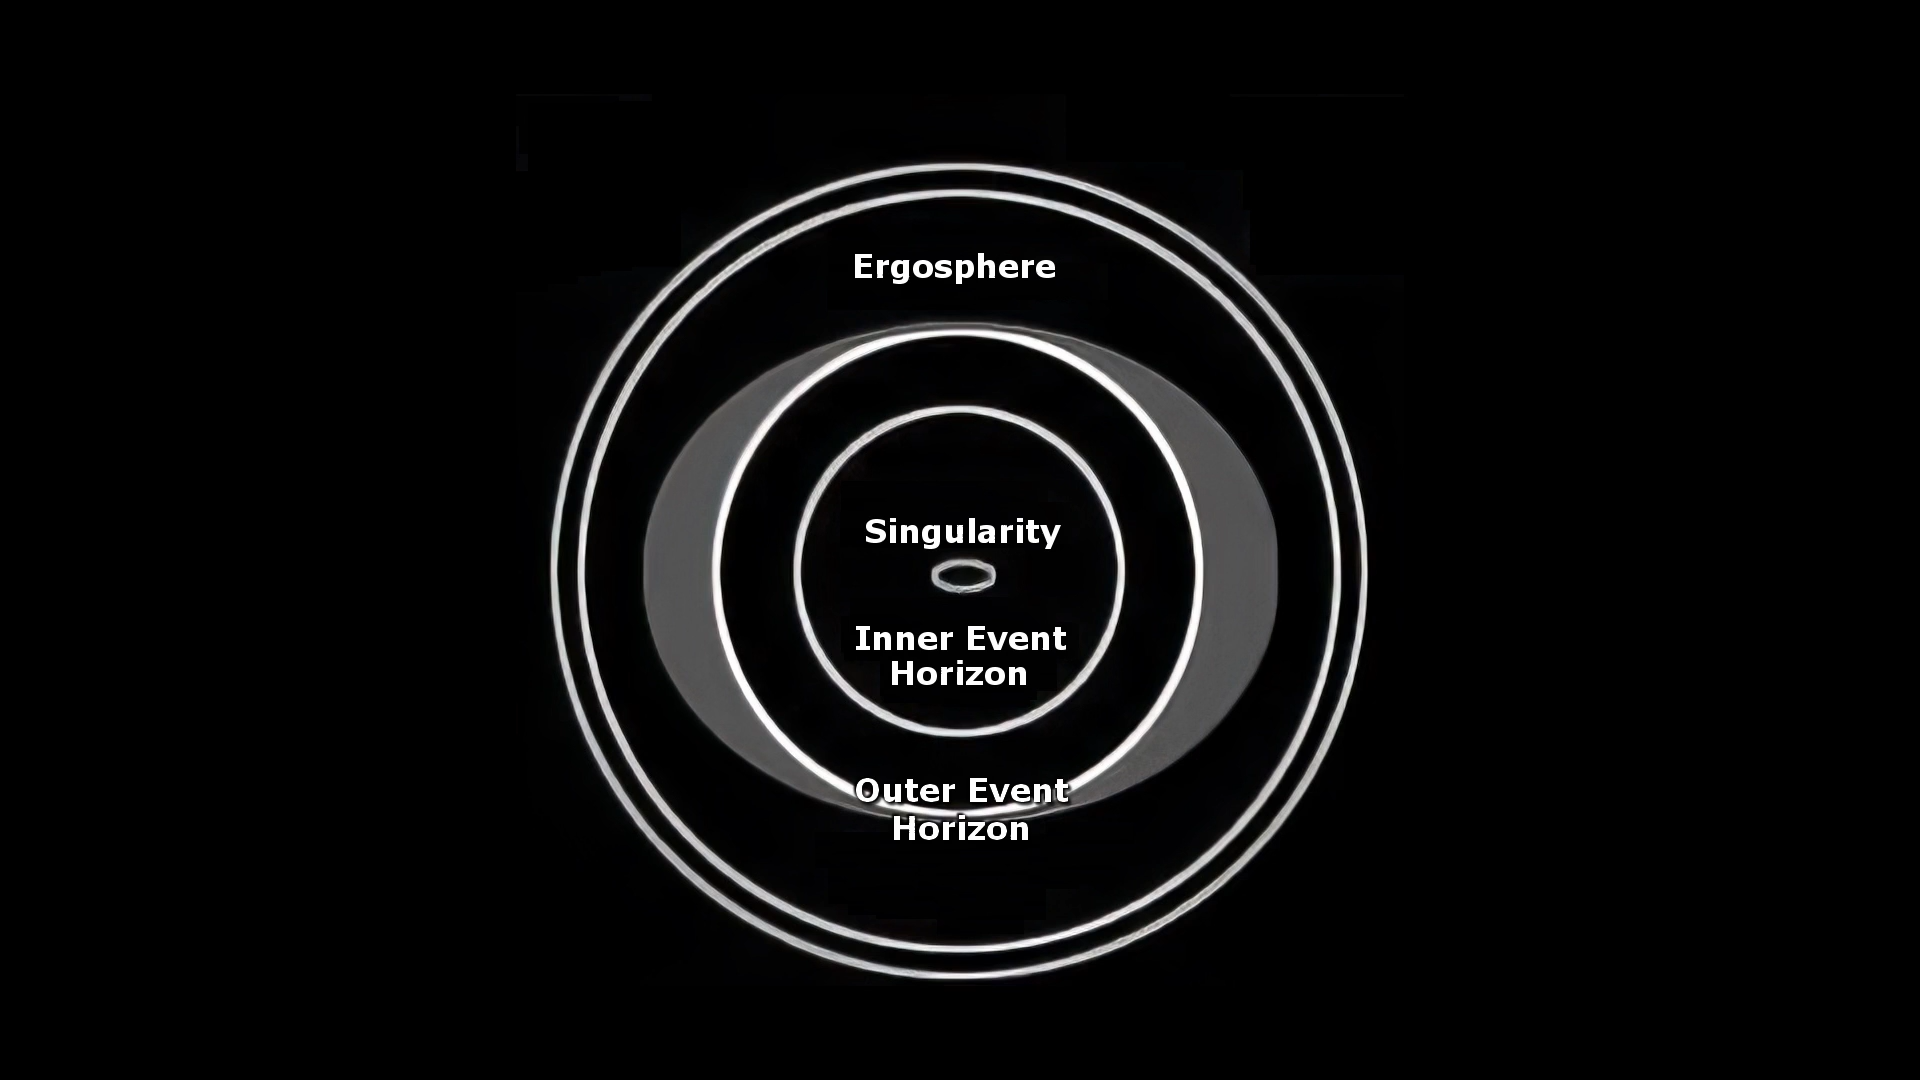 Ergosphere
Singularity
Inner Event
Horizon
Outer Event
Horizon